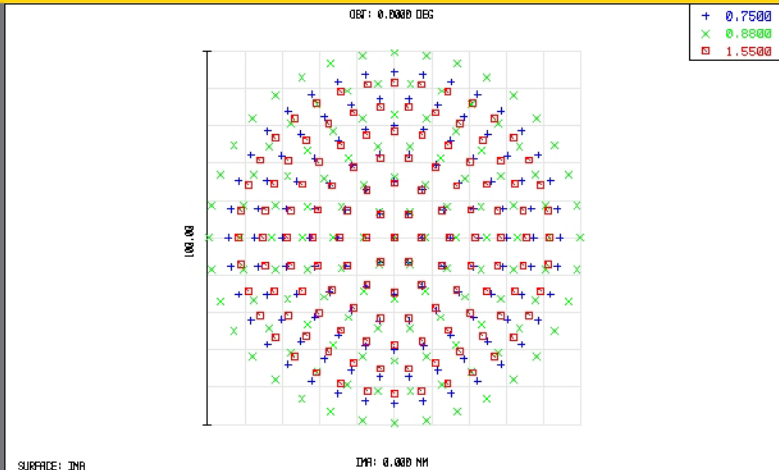 OBJ: 0.0000 DEG
+ 0.7500
× 0.8800
1.5500
100.00
SURFACE: IMA
IMA: 0.000 MM